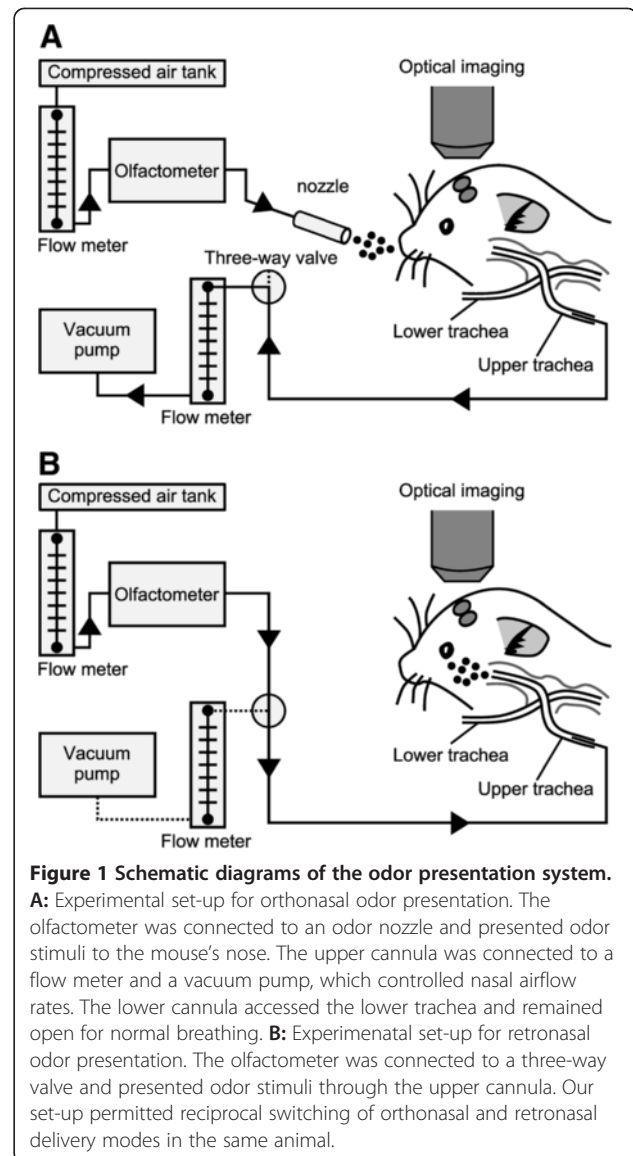 A
Compressed air tank
Optical imaging
Olfactometer
nozzle
Flow meter
Three-way valve
Vacuum
pump
Lower trachea
Upper trachea
Flow meter
B
Compressed air tank
Optical imaging
Olfactometer
Flow meter
Vacuum
pump
Lower trachea
Upper trachea
Flow meter
Figure 1 Schematic diagrams of the odor presentation system.
A: Experimental set-up for orthonasal odor presentation. The
olfactometer was connected to an odor nozzle and presented odor
stimuli to the mouse's nose. The upper cannula was connected to a
flow meter and a vacuum pump, which controlled nasal airflow
rates. The lower cannula accessed the lower trachea and remained
open for normal breathing. B: Experimenatal set-up for retronasal
odor presentation. The olfactometer was connected to a three-way
valve and presented odor stimuli through the upper cannula. Our
set-up permitted reciprocal switching of orthonasal and retronasal
delivery modes in the same animal.